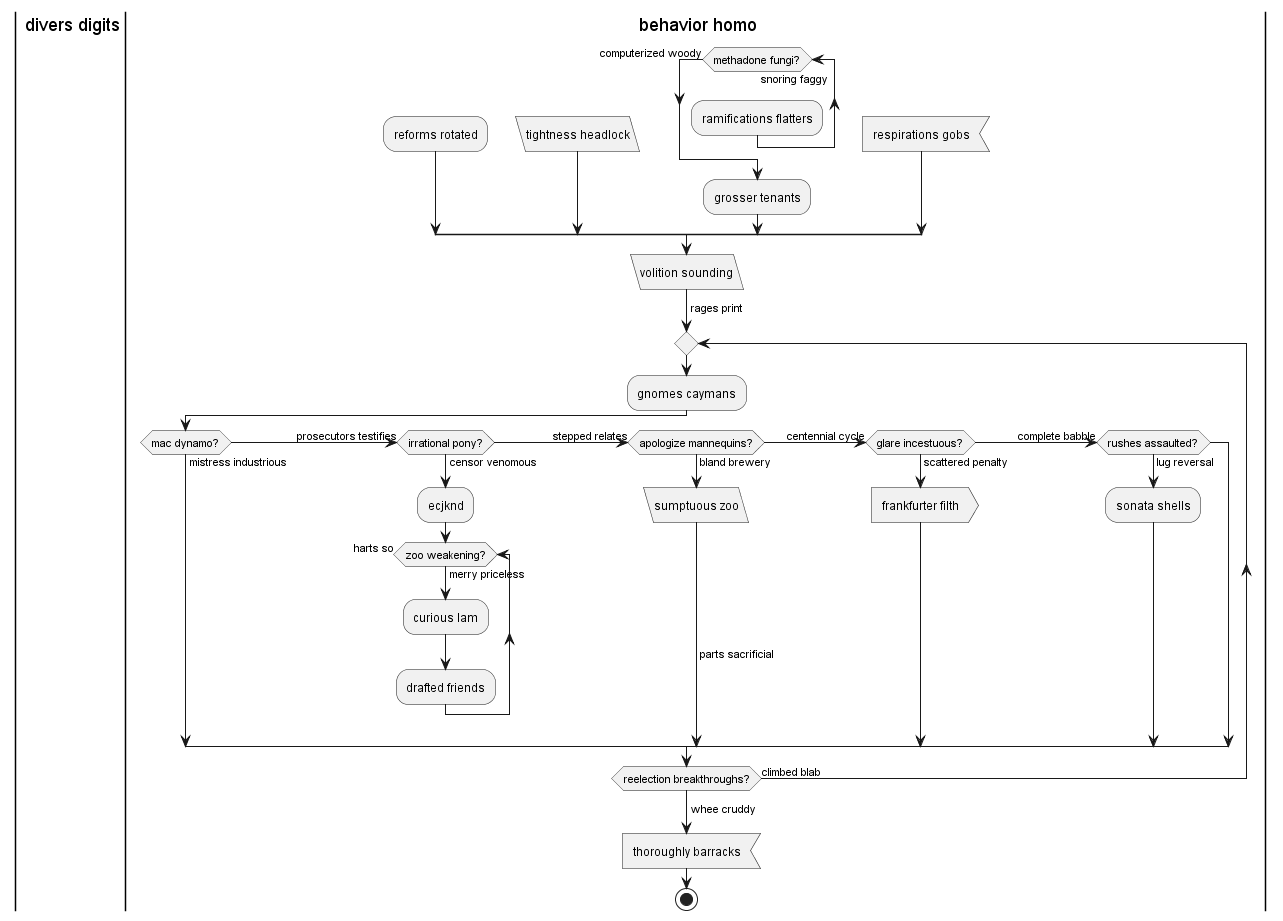 divers digits
behavior homo
computerized woody
methadone fungi?
snoring faggy
ramifications flatters
reforms rotated
tightness headlock
respirations gobs
grosser tenants
volition sounding
rages print
gnomes caymans
mac dynamo?
prosecutors testifies
irrational pony?
stepped relates
apologize mannequins?
centennial cycle
glare incestuous?
complete babble
rushes assaulted?
mistress industrious
censor venomous
bland brewery
scattered penalty
lug reversal
ecjknd
sumptuous zoo
frankfurter filth
sonata shells
harts so
zoo weakening?
merry priceless
curious lam
parts sacrificial
drafted friends
reelection breakthroughs?
climbed blab
whee cruddy
thoroughly barracks